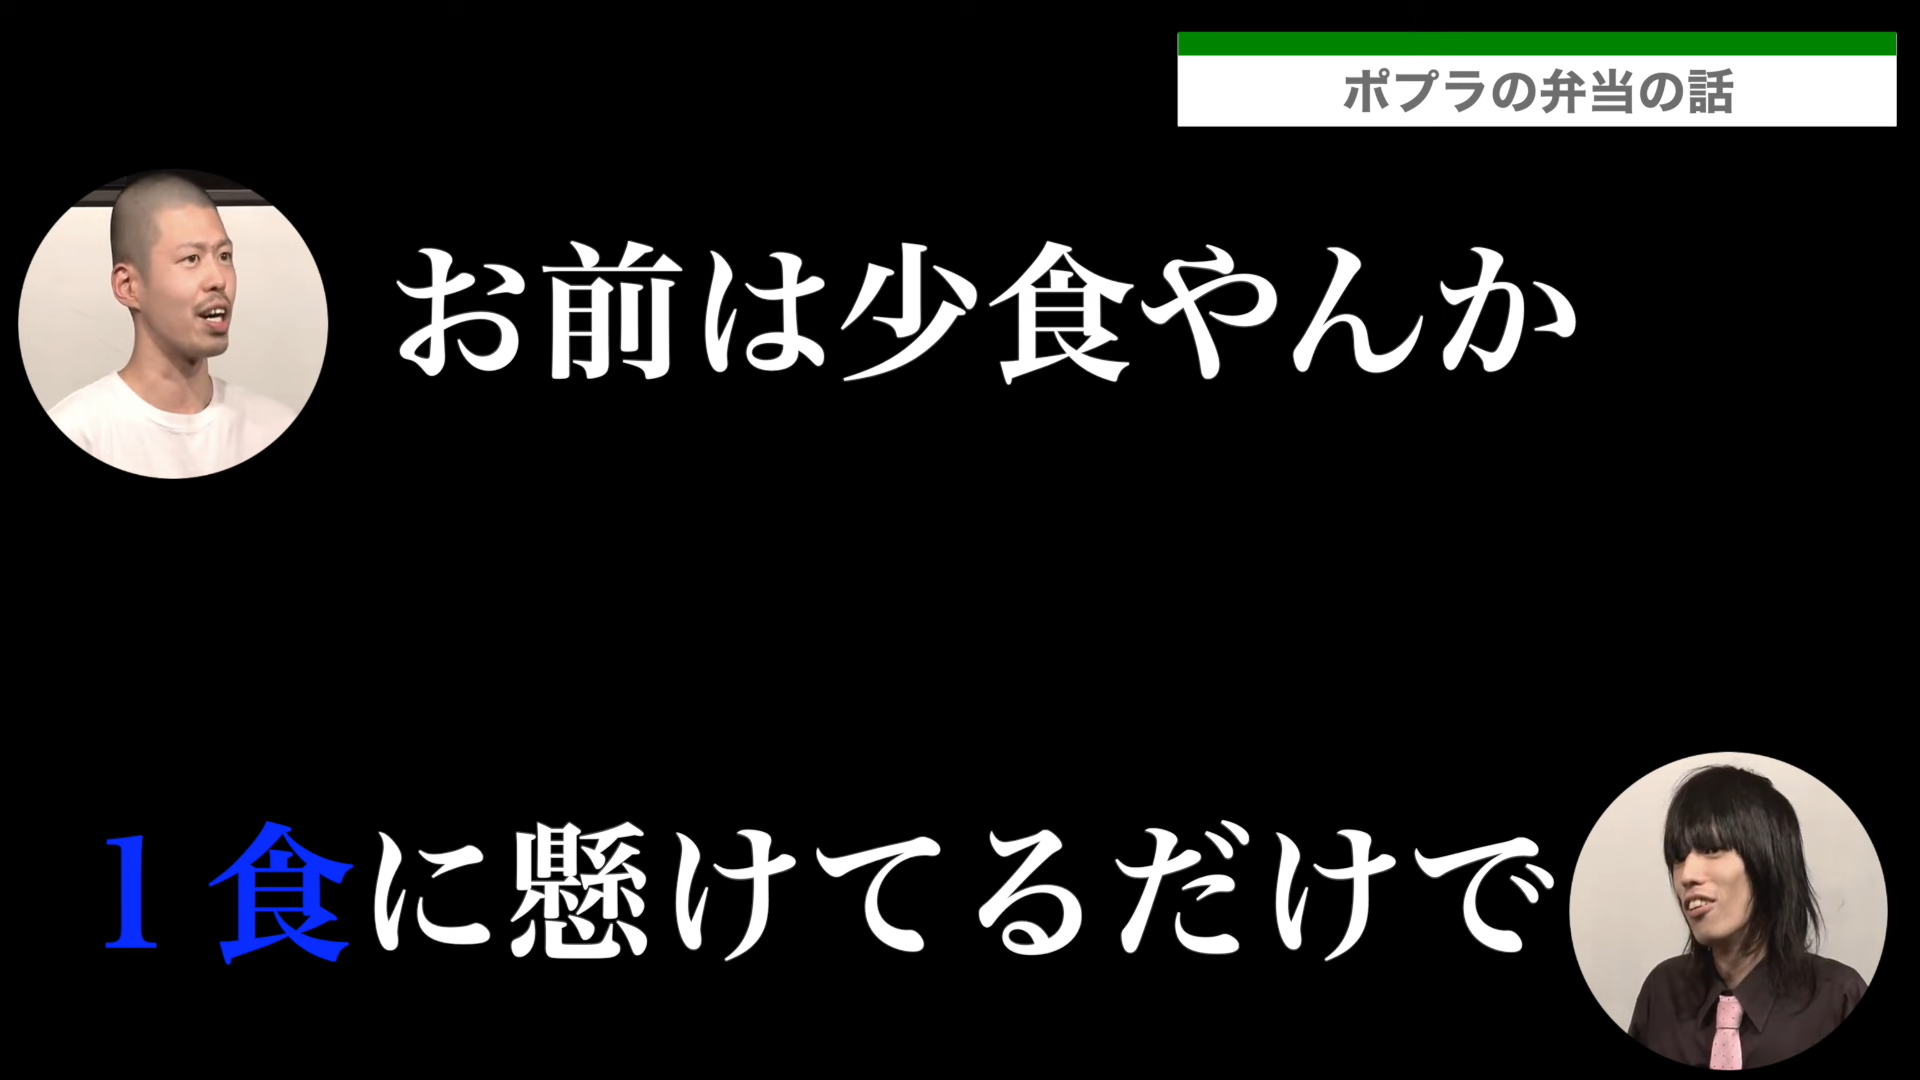 ポプラの弁当の話
お前は少食やんか
1食に懸けてるだけで